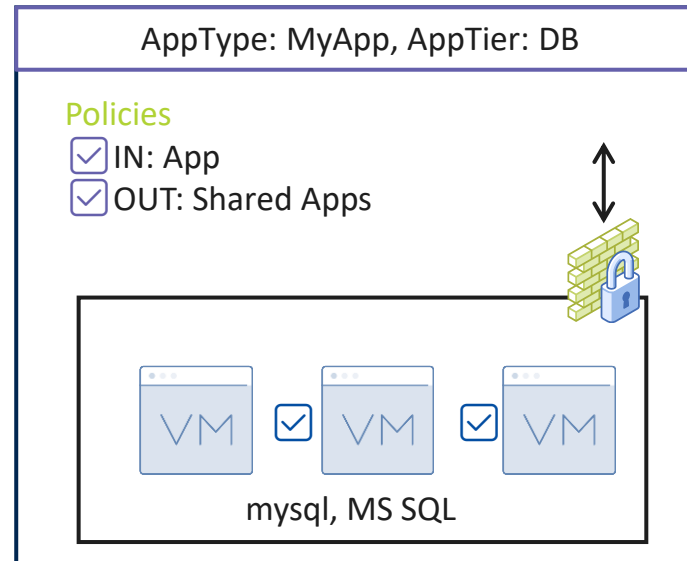 AppType: MyApp, AppTier: DB
Policies
IN: App
OUT: Shared Apps
VM VM VM
mysql, MS SQL